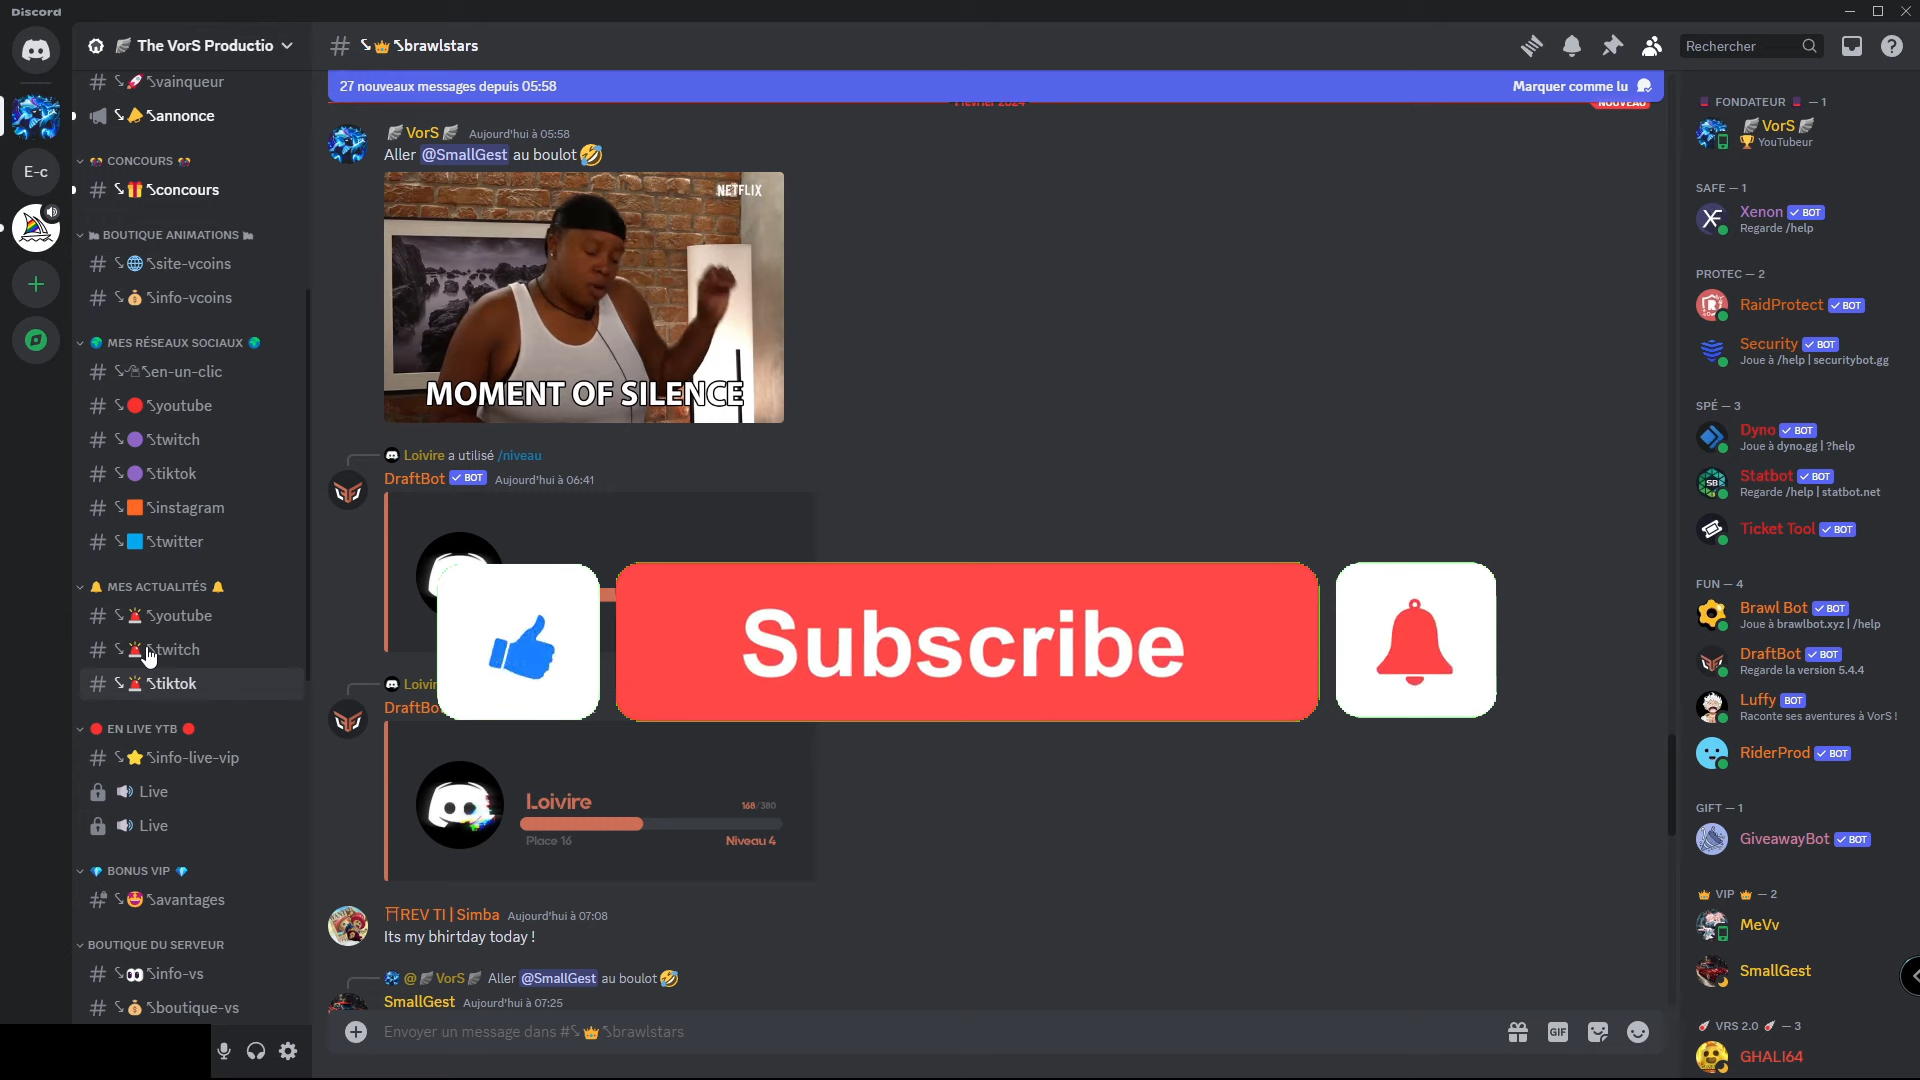 Discord
The VorS Productio
vainqueur
annonce
CONCOURS
concours
BOUTIQUE ANIMATIONS
site-vcoins
info-vcoins
MES RÉSEAUX SOCIAUX
en-un-clic
youtube
twitch
tiktok
instagram
twitter
MES ACTUALITÉS
youtube
twitch
tiktok
EN LIVE YTB
info-live-vip
Live
Live
BONUS VIP
avantages
BOUTIQUE DU SERVEUR
info-vs
boutique-vs
E-c
brawlstars
Rechercher
27 nouveaux messages depuis 05:58
Marquer comme lu
Février 2024
NOUVEAU
VorS Aujourd'hui à 05:58
Aller @SmallGest au boulot
NETFLIX
MOMENT OF SILENCE
Loivire a utilisé /niveau
DraftBot BOT Aujourd'hui à 06:41
Subscribe
Loivir
DraftBo
Loivire
168/380
Place 16
Niveau 4
REV TI | Simba Aujourd'hui à 07:08
Its my bhirtday today !
@ VorS Aller @SmallGest au boulot
SmallGest Aujourd'hui à 07:25
Envoyer un message dans # brawlstars
GIF
FONDATEUR — 1
VorS
YouTubeur
SAFE — 1
Xenon BOT
Regarde /help
PROTEC — 2
RaidProtect BOT
Security BOT
Joue à /help | securitybot.gg
SPÉ — 3
Dyno BOT
Joue à dyno.gg | ?help
Statbot BOT
Regarde /help | statbot.net
Ticket Tool BOT
FUN — 4
Brawl Bot BOT
Joue à brawlbot.xyz | /help
DraftBot BOT
Regarde la version 5.4.4
Luffy BOT
Raconte ses aventures à VorS !
RiderProd BOT
GIFT — 1
GiveawayBot BOT
VIP — 2
MeVv
SmallGest
VRS 2.0 — 3
GHALI64